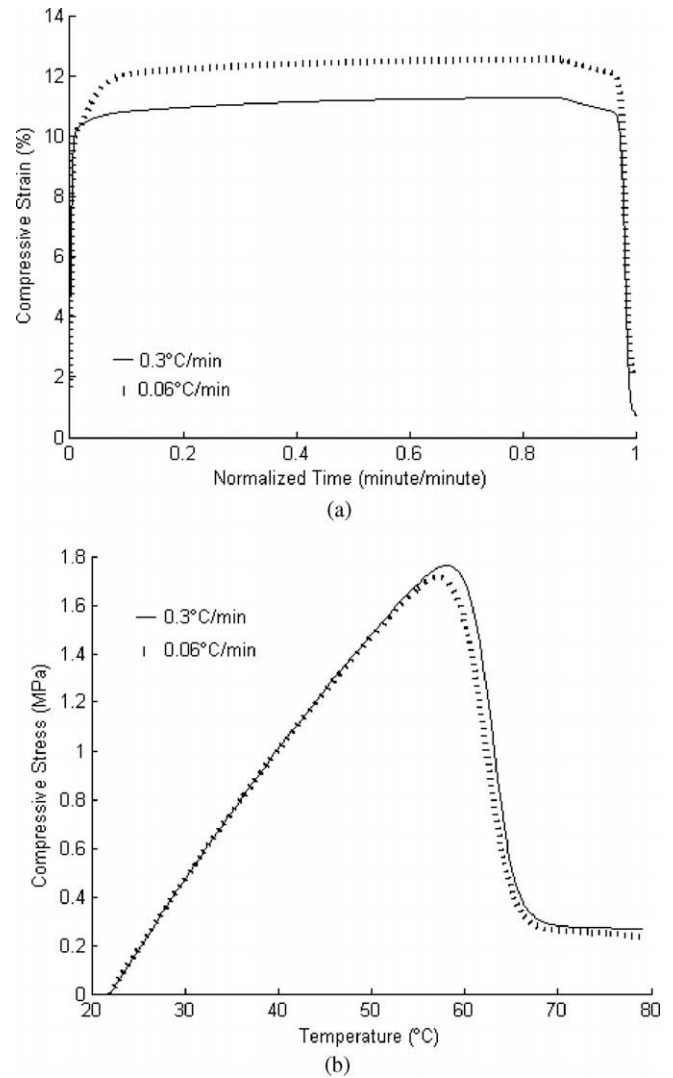 14
12
10
8
6
4
2
0
Compressive Strain (%)
0.3°C/min
0.06°C/min
0 0.2 0.4 0.6 0.8 1
Normalized Time (minute/minute)
(a)
1.8
1.6
1.4
1.2
1
0.8
0.6
0.4
0.2
0
Compressive Stress (MPa)
0.3°C/min
0.06°C/min
20 30 40 50 60 70 80
Temperature (°C)
(b)